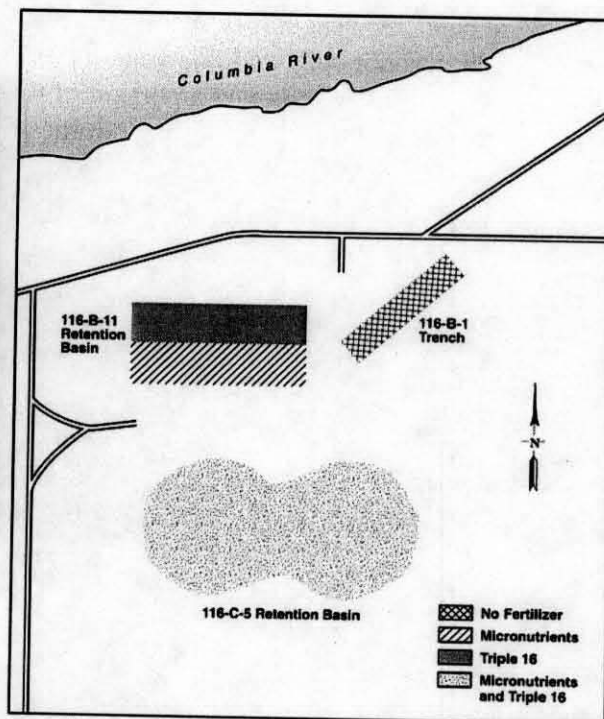 Columbia River
116-B-11
Retention
Basin
116-B-1
Trench
N
116-C-5 Retention Basin
No Fertilizer
Micronutrients
Triple 16
Micronutrients
and Triple 16